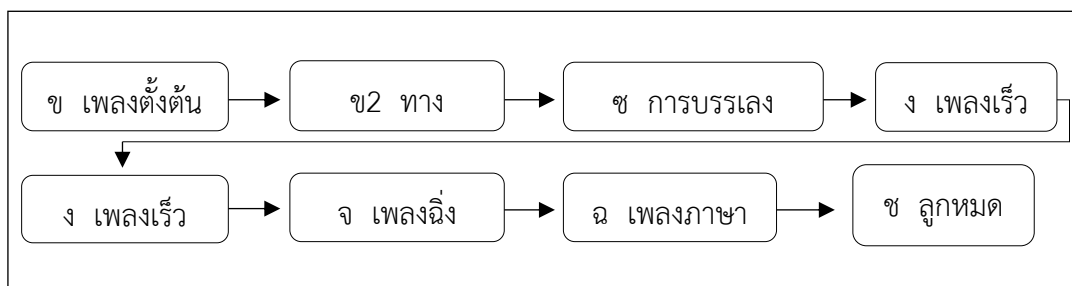 ข เพลงตั้งต้น ข2 ทาง ซ การบรรเลง ง เพลงเร็ว
ง เพลงเร็ว จ เพลงฉิ่ง ฉ เพลงภาษา ช ลูกหมด